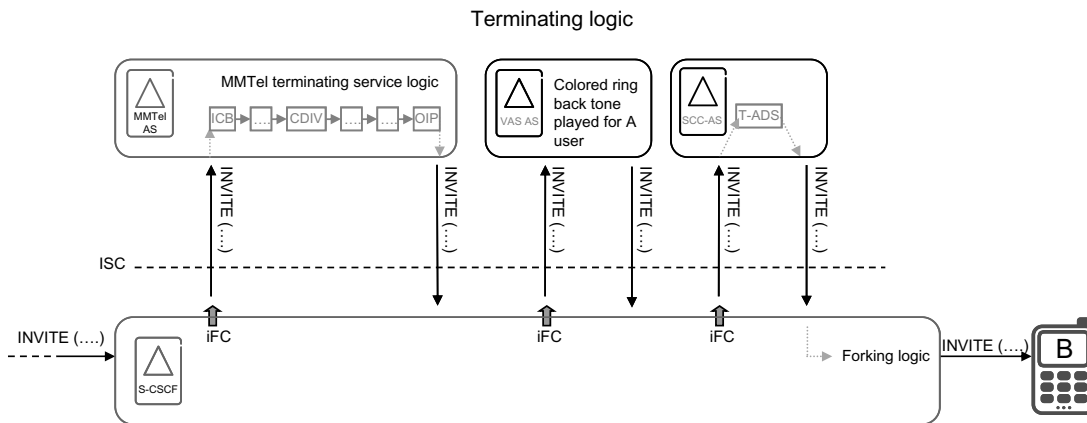 Terminating logic
MMTel terminating service logic
MMTel
AS
ICB
....
CDIV
....
....
OIP
Colored ring
back tone
played for A
user
VAS AS
SCC-AS
T-ADS
INVITE
(....)
INVITE
(....)
INVITE
(....)
INVITE
(....)
INVITE
(....)
INVITE
(....)
ISC
INVITE (....)
iFC
iFC
iFC
S-CSCF
Forking logic
INVITE (....)
B